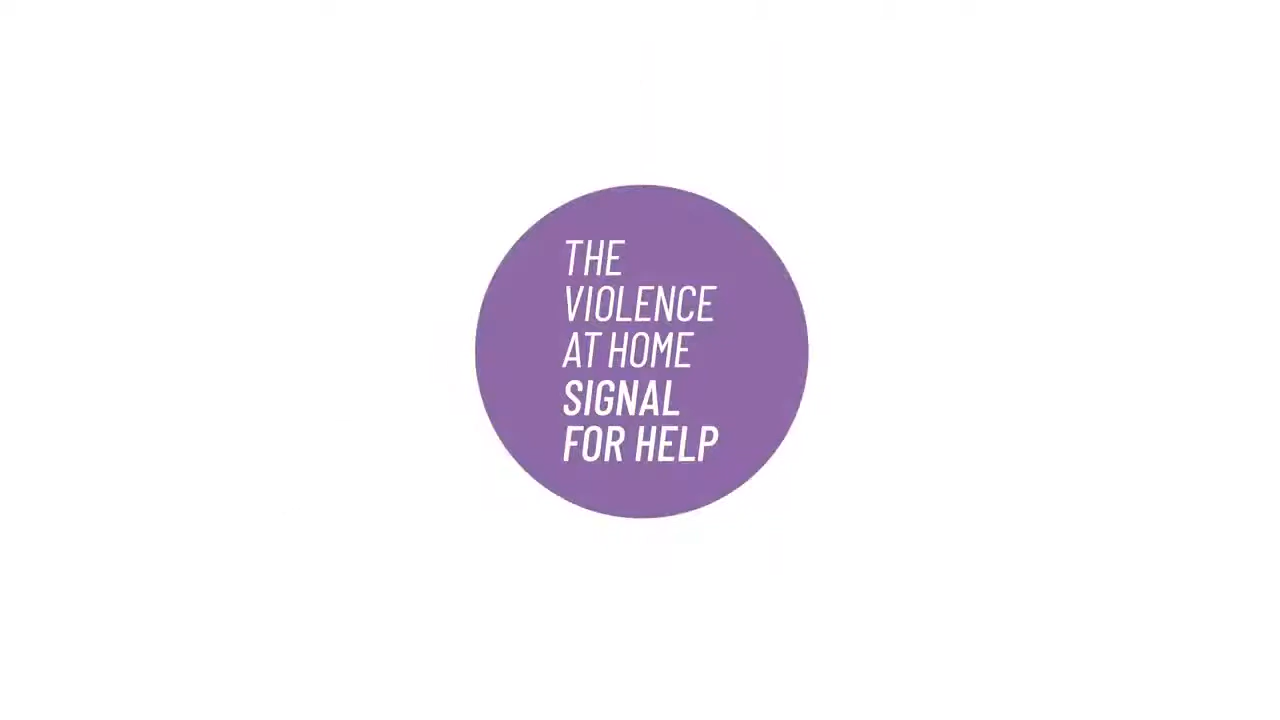 THE
VIOLENCE
AT HOME
SIGNAL
FOR HELP